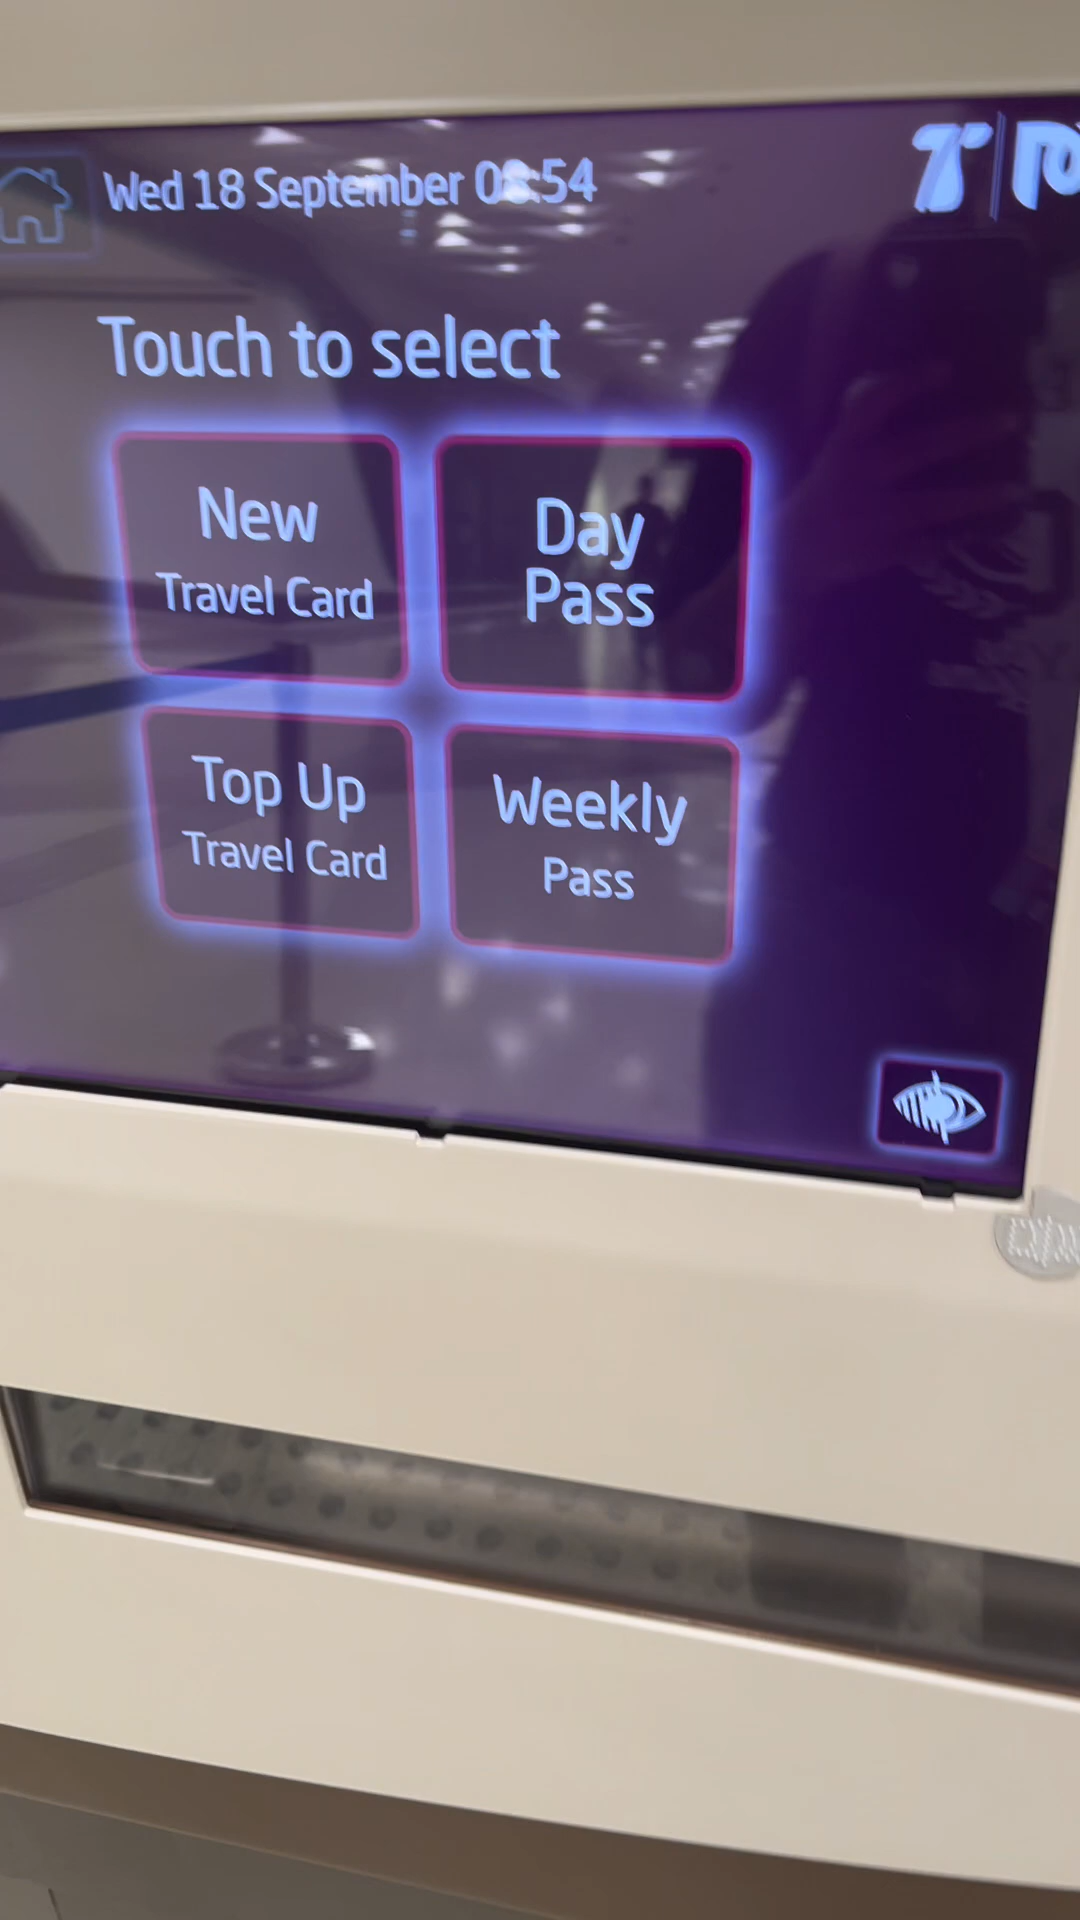 Wed 18 September 08:54
Touch to select
New
Travel Card
Day
Pass
Top Up
Travel Card
Weekly
Pass